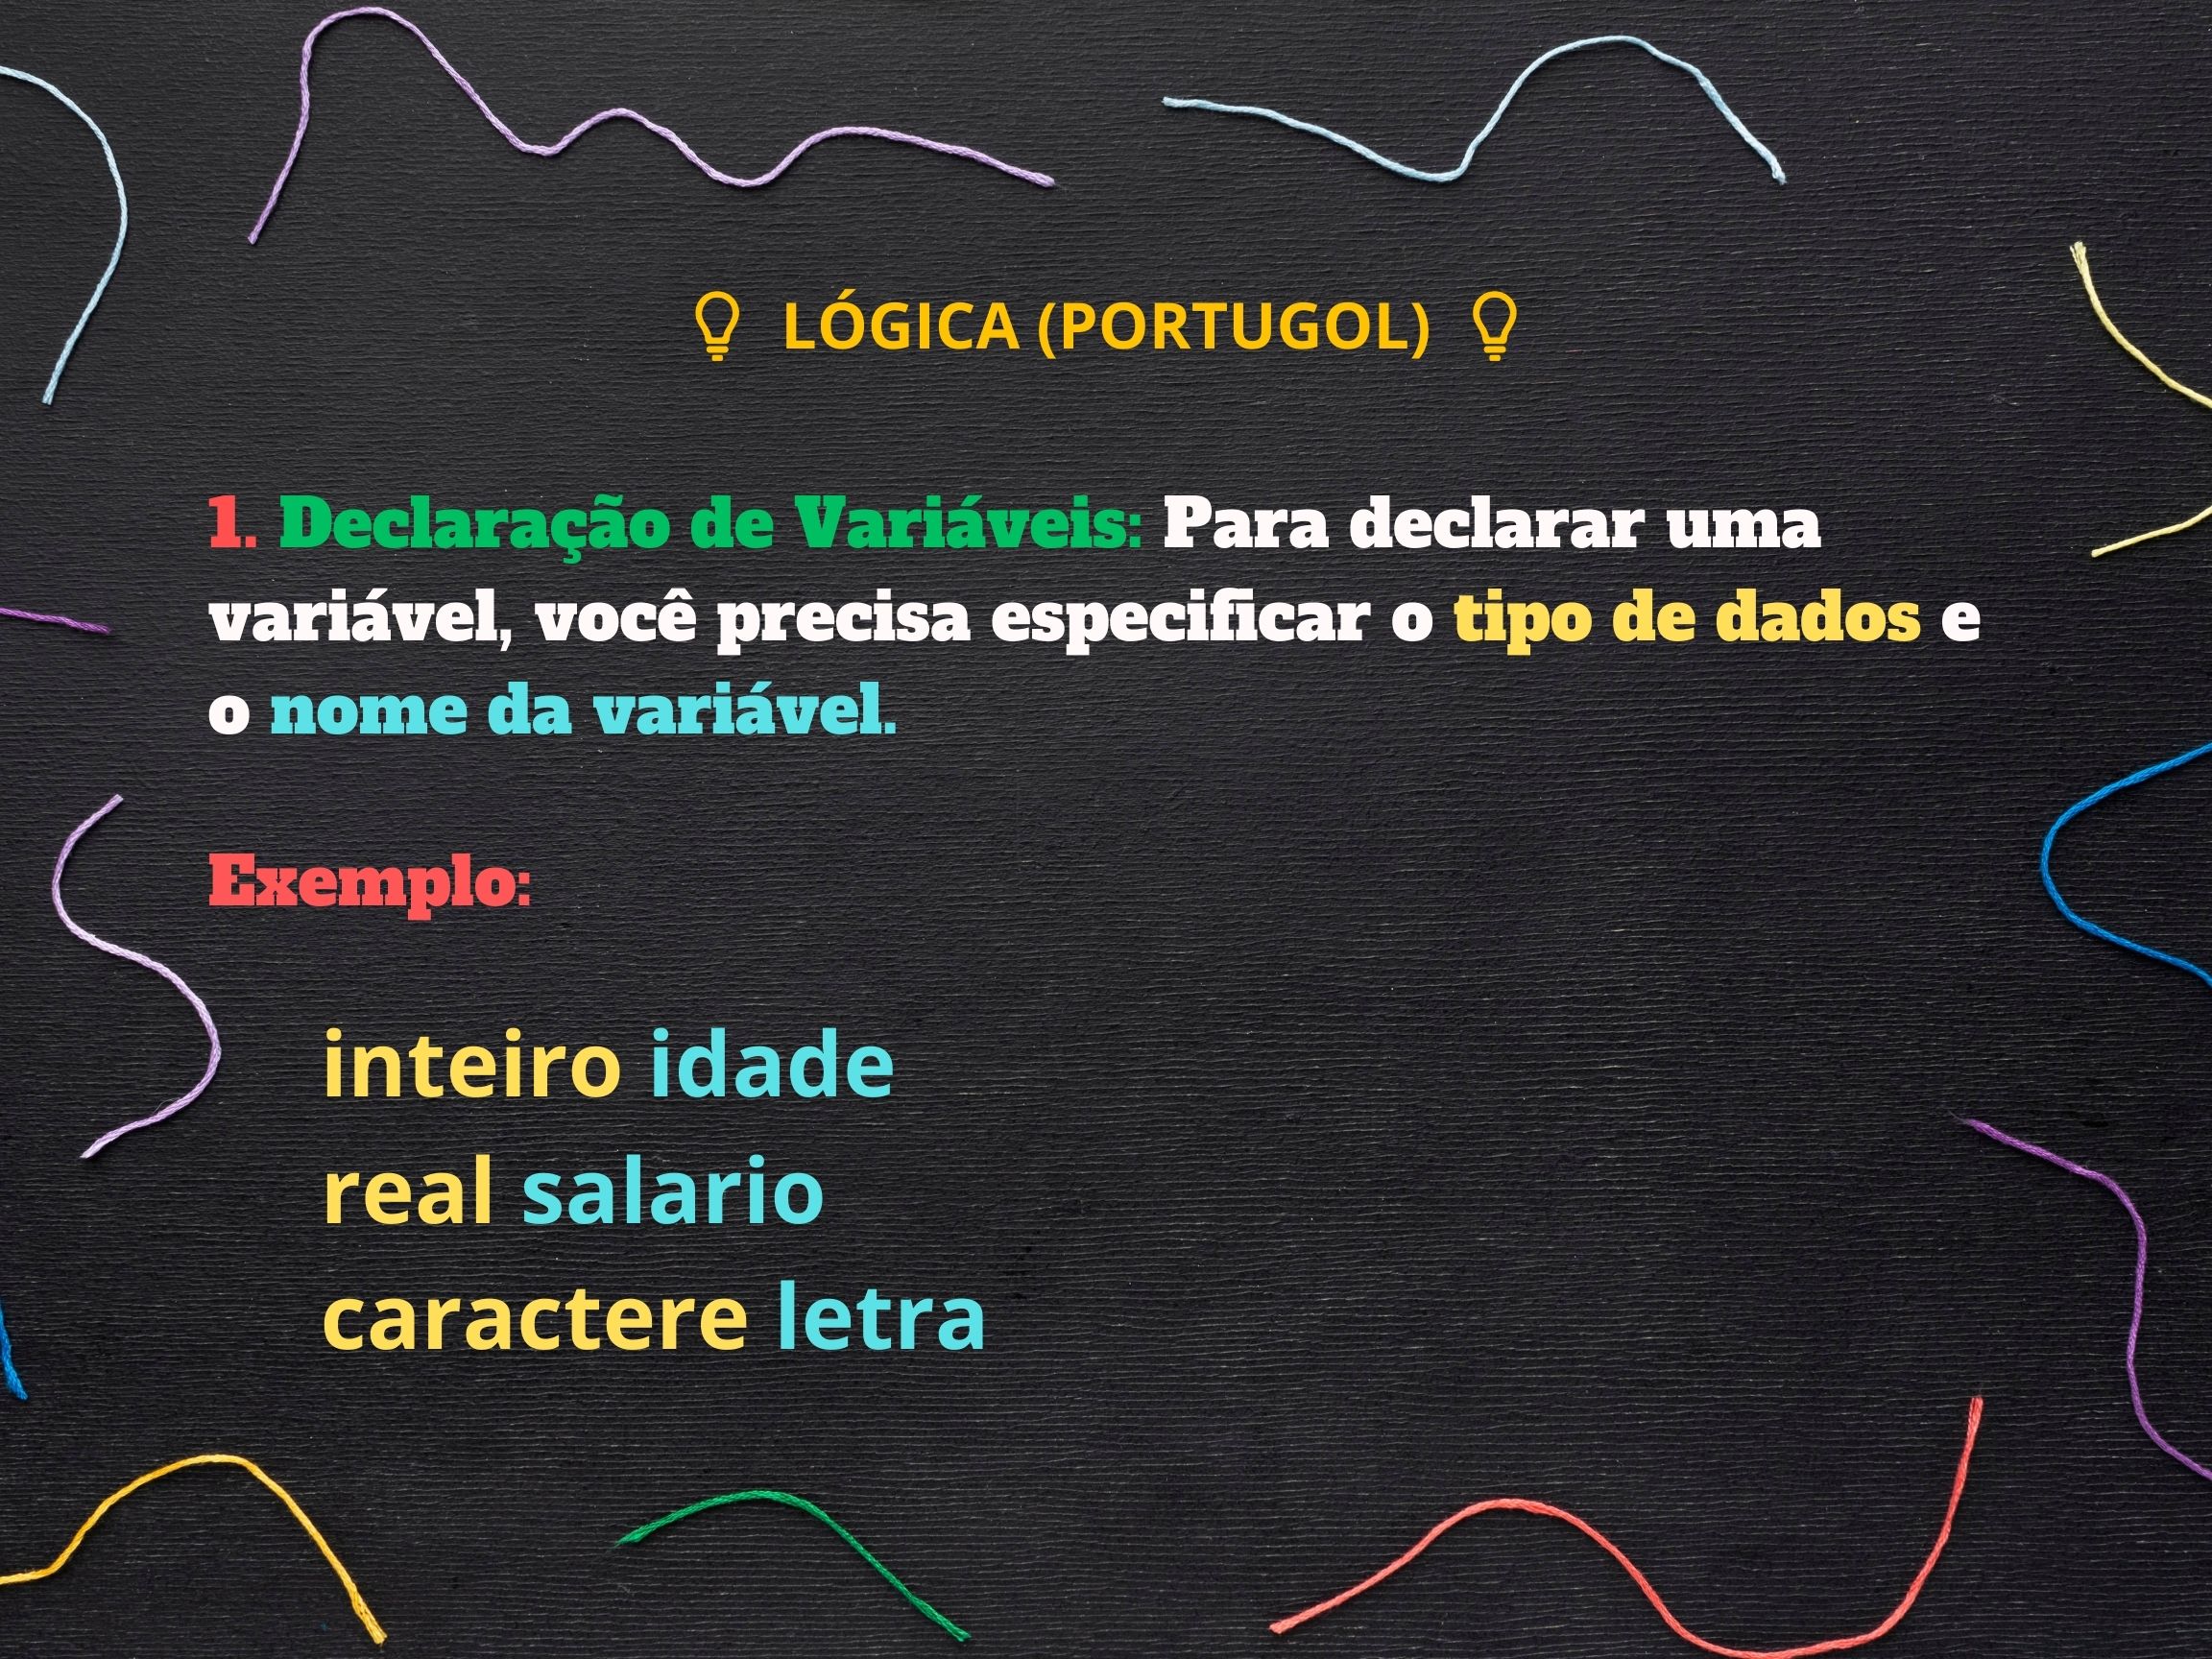 LÓGICA (PORTUGOL)
1. Declaração de Variáveis: Para declarar uma
variável, você precisa especificar o tipo de dados e
o nome da variável.
Exemplo:
inteiro idade
real salario
caractere letra